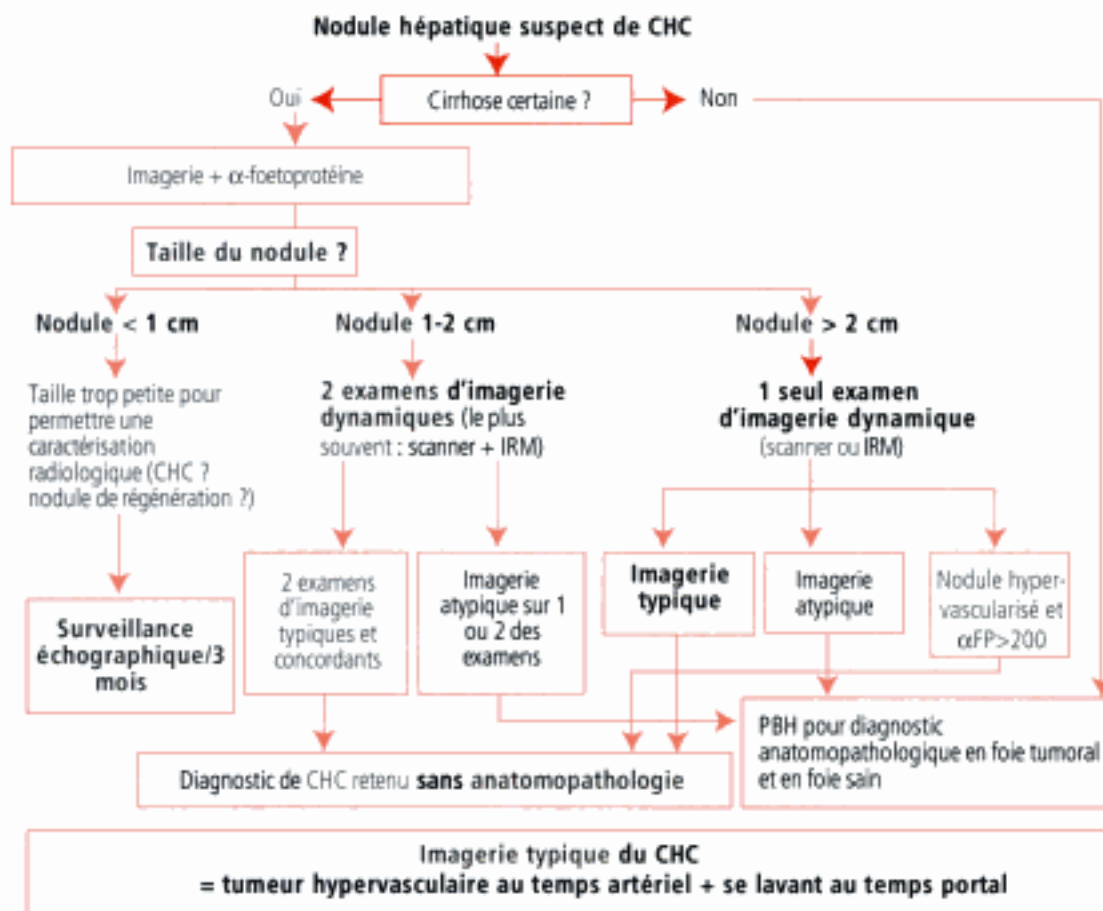 Nodule hépatique suspect de CHC
Oui
Cirrhose certaine ?
Non
Imagerie + α-foetoprotéine
Taille du nodule ?
Nodule < 1 cm
Taille trop petite pour
permettre une
caractérisation
radiologique (CHC ?
nodule de régénération ?)
Surveillance
échographique/3
mois
Nodule 1-2 cm
2 examens d'imagerie
dynamiques (le plus
souvent : scanner + IRM)
2 examens
d'imagerie
typiques et
concordants
Imagerie
atypique sur 1
ou 2 des
examens
Nodule > 2 cm
1 seul examen
d'imagerie dynamique
(scanner ou IRM)
Imagerie
typique
Imagerie
atypique
Nodule hyper-
vascularisé et
αFP>200
Diagnostic de CHC retenu sans anatomopathologie
PBH pour diagnostic
anatomopathologique en foie tumoral
et en foie sain
Imagerie typique du CHC
= tumeur hypervasculaire au temps artériel + se lavant au temps portal